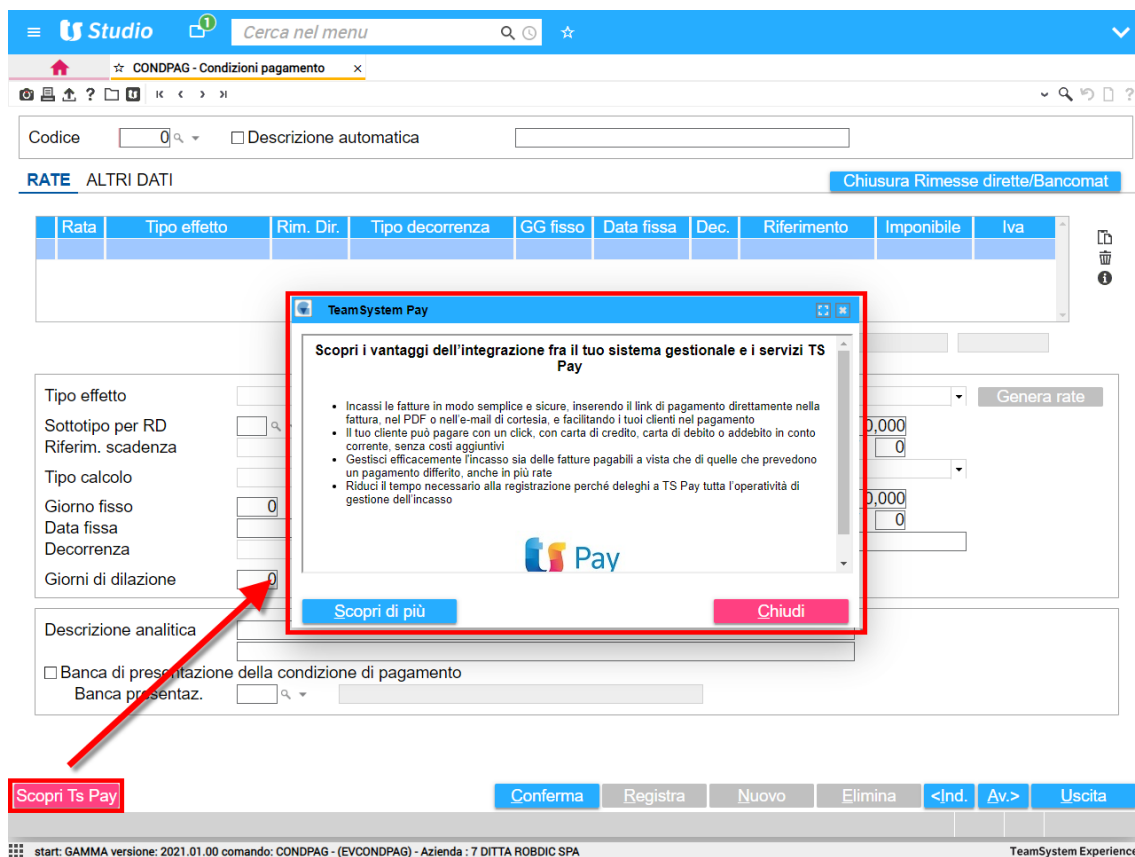 ts Studio 1 Cerca nel menu
CONDPAG - Condizioni pagamento x
Codice 0 Descrizione automatica
RATE ALTRI DATI Chiusura Rimesse dirette/Bancomat
Rata Tipo effetto Rim. Dir. Tipo decorrenza GG fisso Data fissa Dec. Riferimento Imponibile Iva
TeamSystem Pay
Scopri i vantaggi dell'integrazione fra il tuo sistema gestionale e i servizi TS
Pay
• Incassi le fatture in modo semplice e sicure, inserendo il link di pagamento direttamente nella
fattura, nel PDF o nell'e-mail di cortesia, e facilitando i tuoi clienti nel pagamento
• Il tuo cliente può pagare con un click, con carta di credito, carta di debito o addebito in conto
corrente, senza costi aggiuntivi
• Gestisci efficacemente l'incasso sia delle fatture pagabili a vista che di quelle che prevedono
un pagamento differito, anche in più rate
• Riduci il tempo necessario alla registrazione perché deleghi a TS Pay tutta l'operatività di
gestione dell'incasso
ts Pay
Scopri di più Chiudi
Tipo effetto Genera rate
Sottotipo per RD 0,000
Riferim. scadenza 0
Tipo calcolo
Giorno fisso 0 0,000
Data fissa 0
Decorrenza
Giorni di dilazione 0
Descrizione analitica
Banca di presentazione della condizione di pagamento
Banca presentaz.
Scopri Ts Pay Conferma Registra Nuovo Elimina <Ind. Av.> Uscita
start: GAMMA versione: 2021.01.00 comando: CONDPAG - (EVCONDPAG) - Azienda : 7 DITTA ROBDIC SPA TeamSystem Experience